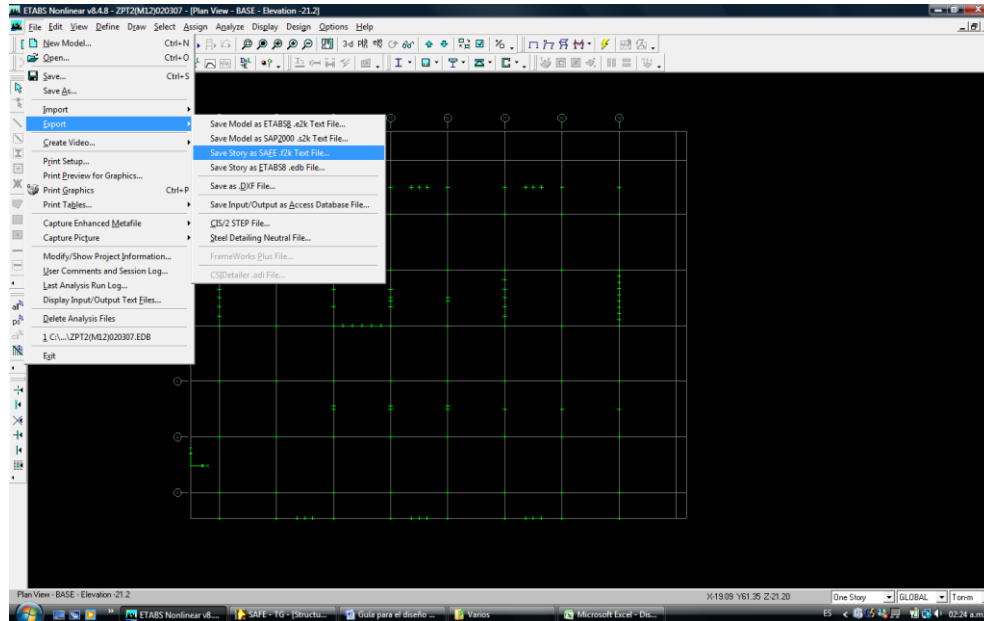 ETABS Nonlinear v8.4.8 - ZPT2(M12)020307 - [Plan View - BASE - Elevation -21.2]
File Edit View Define Draw Select Assign Analyze Display Design Options Help
New Model... Ctrl+N
Open... Ctrl+O
Save... Ctrl+S
Save As...
Import
Export
Create Video...
Print Setup...
Print Preview for Graphics...
Print Graphics Ctrl+P
Print Tables...
Capture Enhanced Metafile
Capture Picture
Modify/Show Project Information...
User Comments and Session Log...
Last Analysis Run Log...
Display Input/Output Text Files...
Delete Analysis Files
1 C:\...\ZPT2(M12)020307.EDB
Exit
Save Model as ETABS8 .e2k Text File...
Save Model as SAP2000 .s2k Text File...
Save Story as SAFE .f2k Text File...
Save Story as ETABS8 .edb File...
Save as .DXF File...
Save Input/Output as Access Database File...
CIS/2 STEP File...
Steel Detailing Neutral File...
FrameWorks Plus File...
CSIDetailer .adi File...
3-d
Plan View - BASE - Elevation -21.2 X-19.09 Y61.35 Z-21.20 One Story GLOBAL Ton-m
ETABS Nonlinear v8.... SAFE - TG - [Structu... Guía para el diseño ... Varios Microsoft Excel - Dis... ES 02:24 a.m.